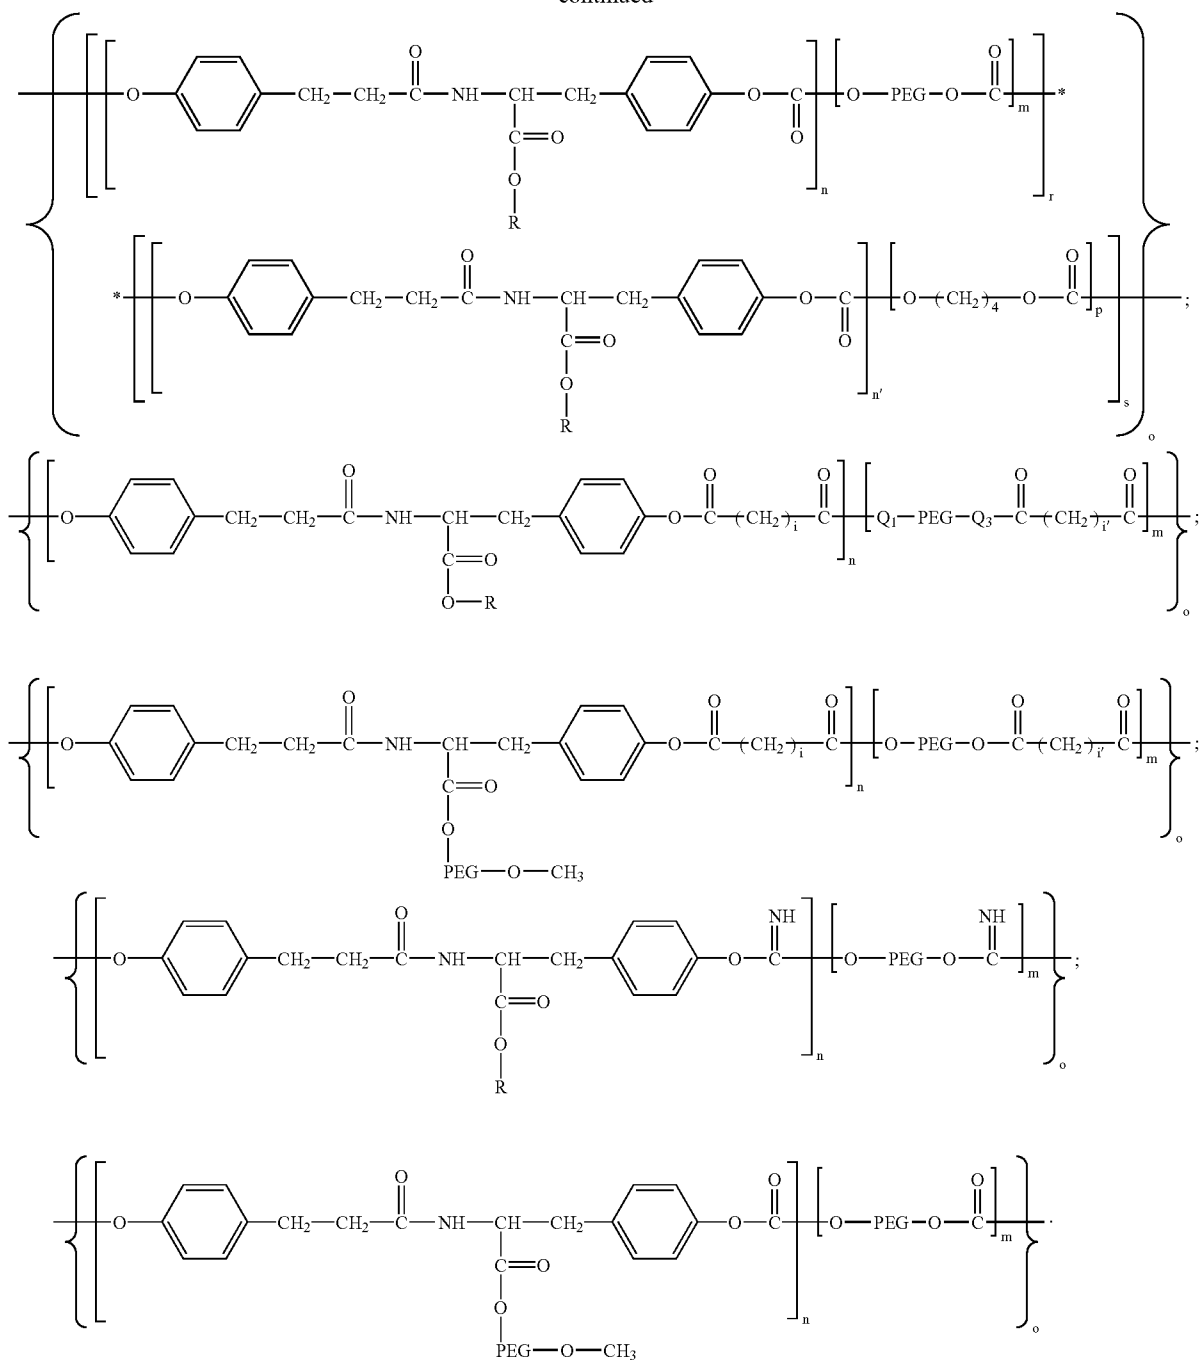 continued
O
O
O CH₂—CH₂—C—NH—CH—CH₂ O—C O—PEG—O—C m *
C=O O
O n
R r
O O
* O CH₂—CH₂—C—NH—CH—CH₂ O—C O—(CH₂)₄—O—C p ;
C=O O
O n'
R s
o
O O O O O
O CH₂—CH₂—C—NH—CH—CH₂ O—C—(CH₂)i—C Q₁—PEG—Q₃—C—(CH₂)i'—C m ;
C=O n
O—R o
O O O O O
O CH₂—CH₂—C—NH—CH—CH₂ O—C—(CH₂)i—C O—PEG—O—C—(CH₂)i'—C m ;
C=O n
O o
PEG—O—CH₃
O NH NH
O CH₂—CH₂—C—NH—CH—CH₂ O—C O—PEG—O—C m ;
C=O
O n o
R
O O O
O CH₂—CH₂—C—NH—CH—CH₂ O—C O—PEG—O—C m .
C=O
O n o
PEG—O—CH₃